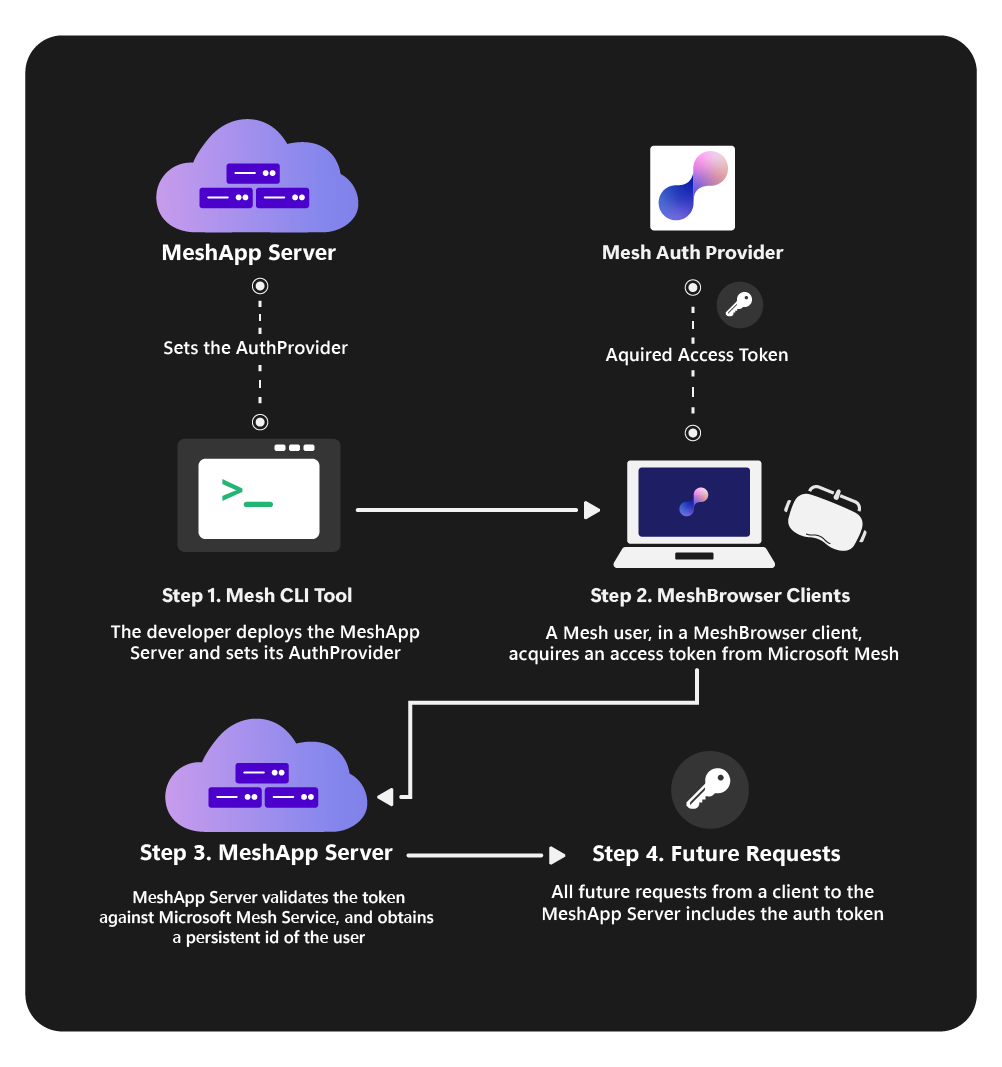 MeshApp Server
Mesh Auth Provider
Sets the AuthProvider
Aquired Access Token
>_
Step 1. Mesh CLI Tool
The developer deploys the MeshApp
Server and sets its AuthProvider
Step 2. MeshBrowser Clients
A Mesh user, in a MeshBrowser client,
acquires an access token from Microsoft Mesh
Step 3. MeshApp Server
MeshApp Server validates the token
against Microsoft Mesh Service, and obtains
a persistent id of the user
Step 4. Future Requests
All future requests from a client to the
MeshApp Server includes the auth token